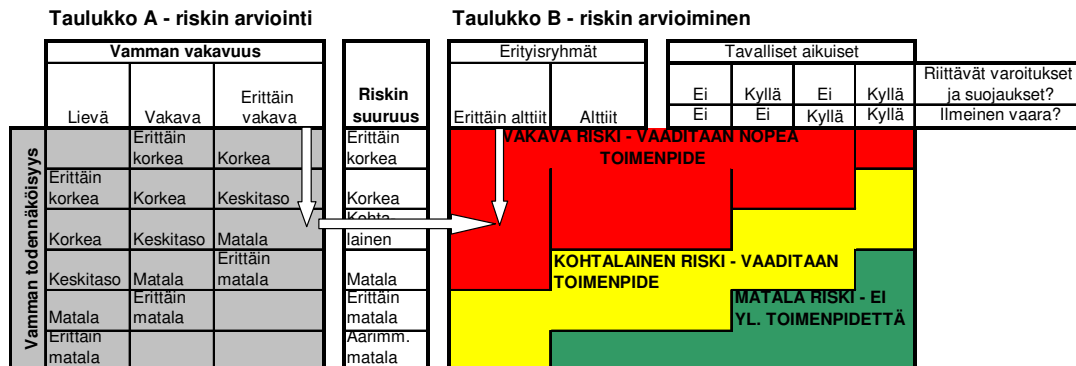 Taulukko A - riskin arviointi
Taulukko B - riskin arvioiminen
Vamman vakavuus
Erityisryhmät
Tavalliset aikuiset
Lievä
Vakava
Erittäin
vakava
Riskin
suuruus
Erittäin alttiit
Alttiit
Ei
Kyllä
Ei
Kyllä
Riittävät varoitukset
ja suojaukset?
Ei
Ei
Kyllä
Kyllä
Ilmeinen vaara?
Vamman todennäköisyys
Erittäin
korkea
Korkea
Erittäin
korkea
VAKAVA RISKI - VAADITAAN NOPEA
TOIMENPIDE
Erittäin
korkea
Korkea
Keskitaso
Korkea
Korkea
Keskitaso
Matala
Kohta-
lainen
Keskitaso
Matala
Erittäin
matala
Matala
KOHTALAINEN RISKI - VAADITAAN
TOIMENPIDE
Matala
Erittäin
matala
Erittäin
matala
MATALA RISKI - EI
YL. TOIMENPIDETTÄ
Erittäin
matala
Äärimm.
matala